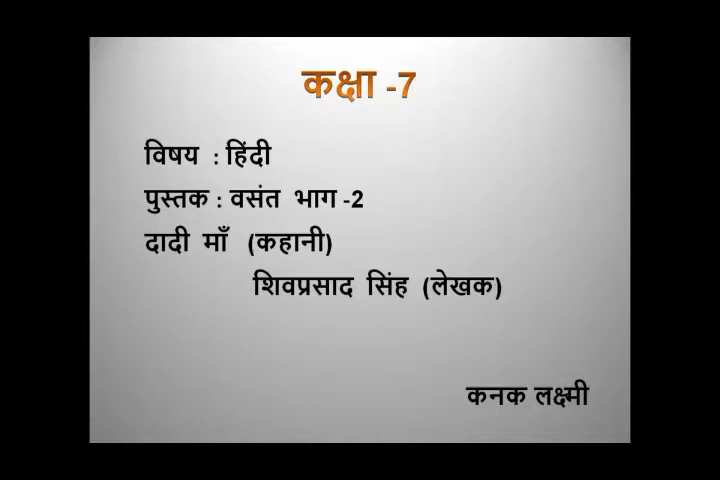 कक्षा -7
विषय : हिंदी
पुस्तक : वसंत भाग -2
दादी माँ (कहानी)
शिवप्रसाद सिंह (लेखक)
कनक लक्ष्मी